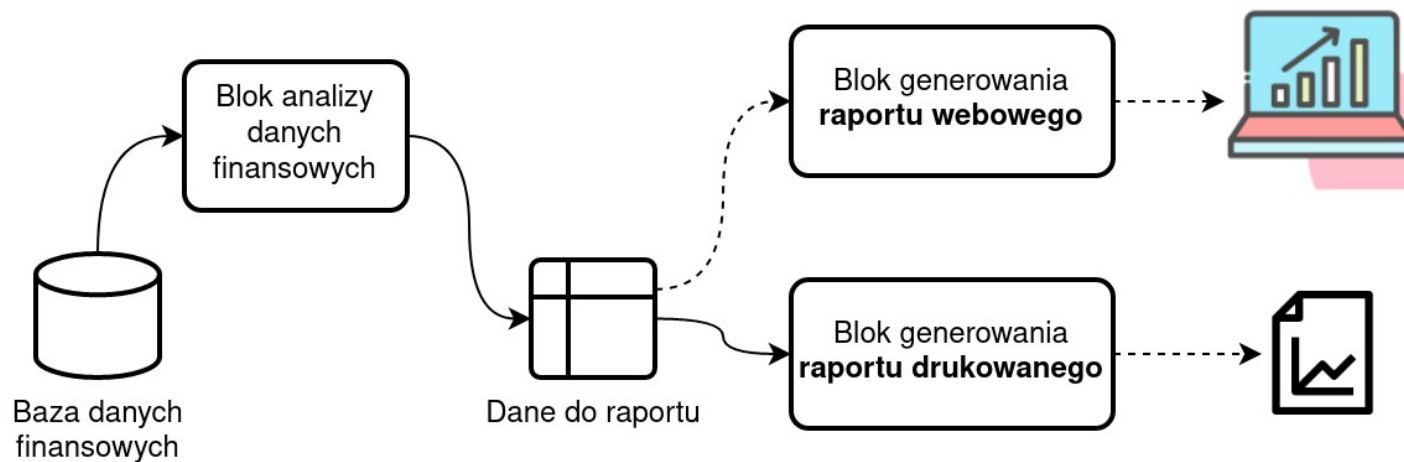 Blok analizy
danych
finansowych
Blok generowania
raportu webowego
Baza danych
finansowych
Dane do raportu
Blok generowania
raportu drukowanego